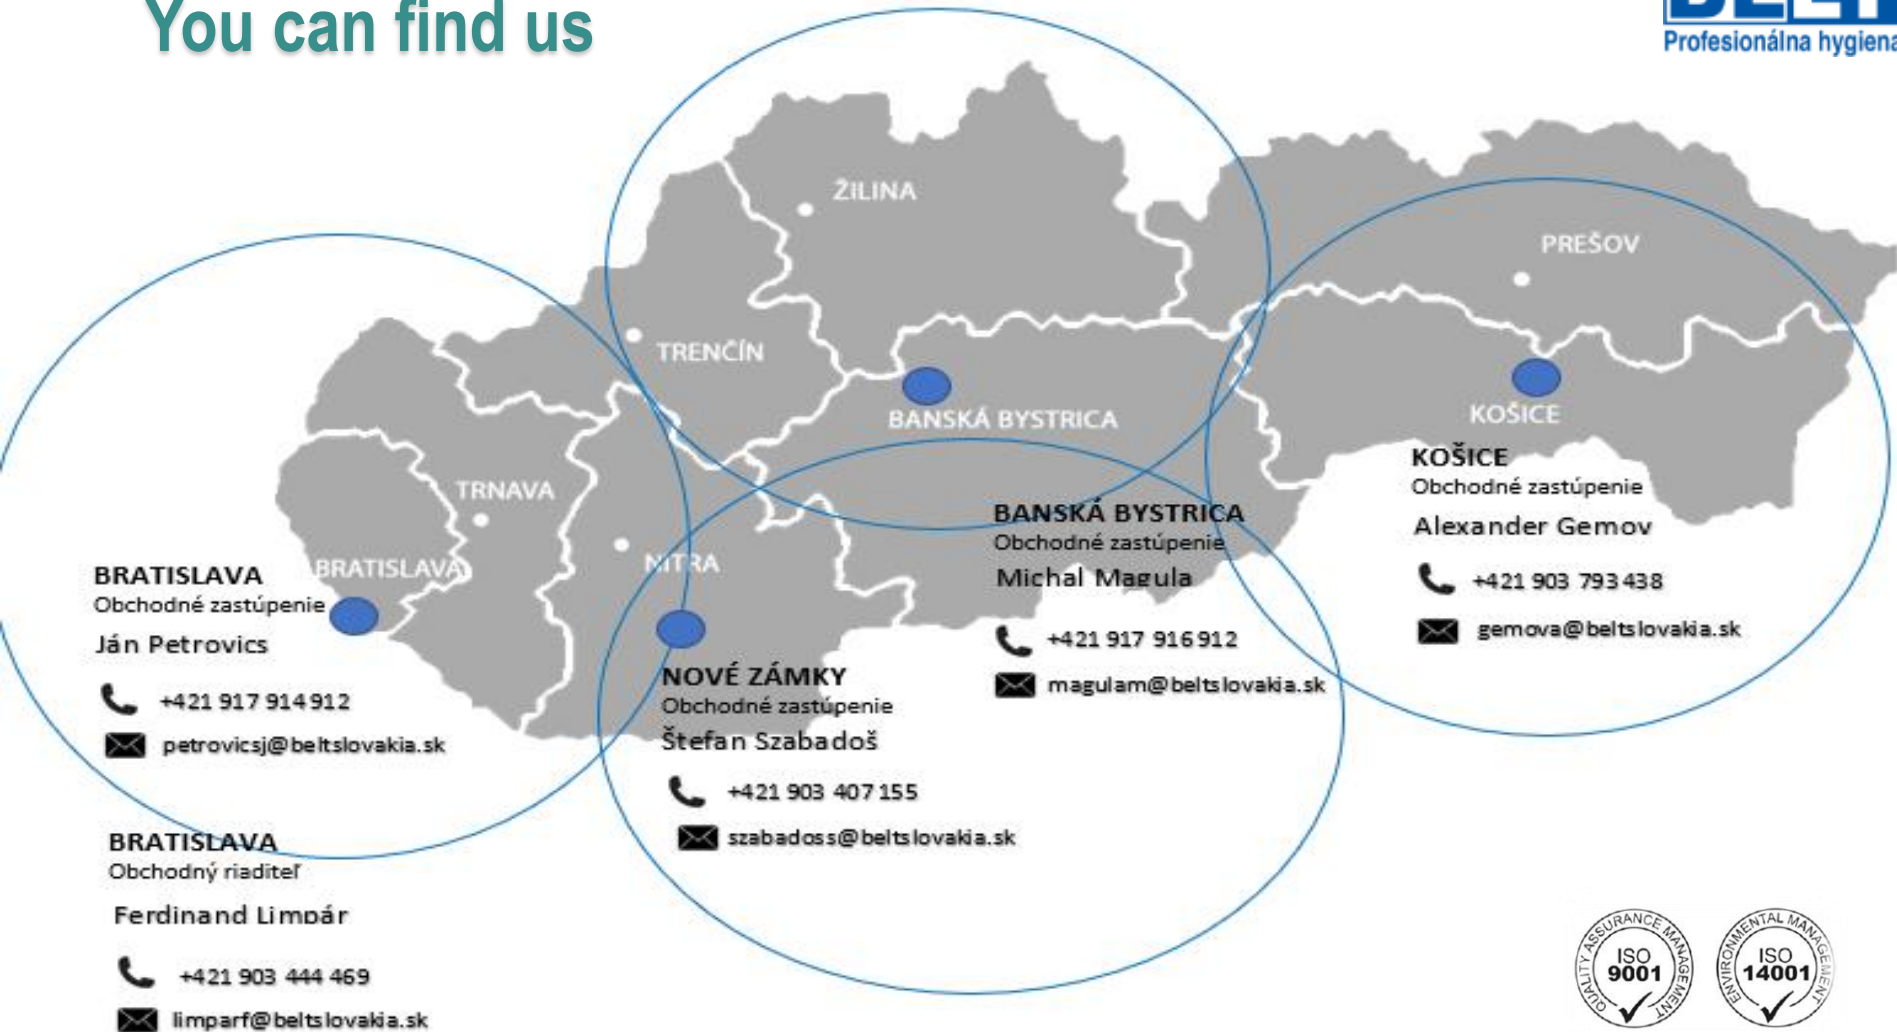 You can find us
BELT
Profesionálna hygiena
ŽILINA
PREŠOV
TRENČÍN
BANSKÁ BYSTRICA
KOŠICE
TRNAVA
BRATISLAVA
NITRA
BRATISLAVA
Obchodné zastúpenie
Ján Petrovics
+421 917 914 912
petrovicsj@beltslovakia.sk
BRATISLAVA
Obchodný riaditeľ
Ferdinand Limpár
+421 903 444 469
limparf@beltslovakia.sk
NOVÉ ZÁMKY
Obchodné zastúpenie
Štefan Szabadoš
+421 903 407 155
szabadoss@beltslovakia.sk
BANSKÁ BYSTRICA
Obchodné zastúpenie
Michal Magula
+421 917 916 912
magulam@beltslovakia.sk
KOŠICE
Obchodné zastúpenie
Alexander Gemov
+421 903 793 438
gemova@beltslovakia.sk
QUALITY ASSURANCE MANAGEMENT
ISO
9001
ENVIRONMENTAL MANAGEMENT
ISO
14001